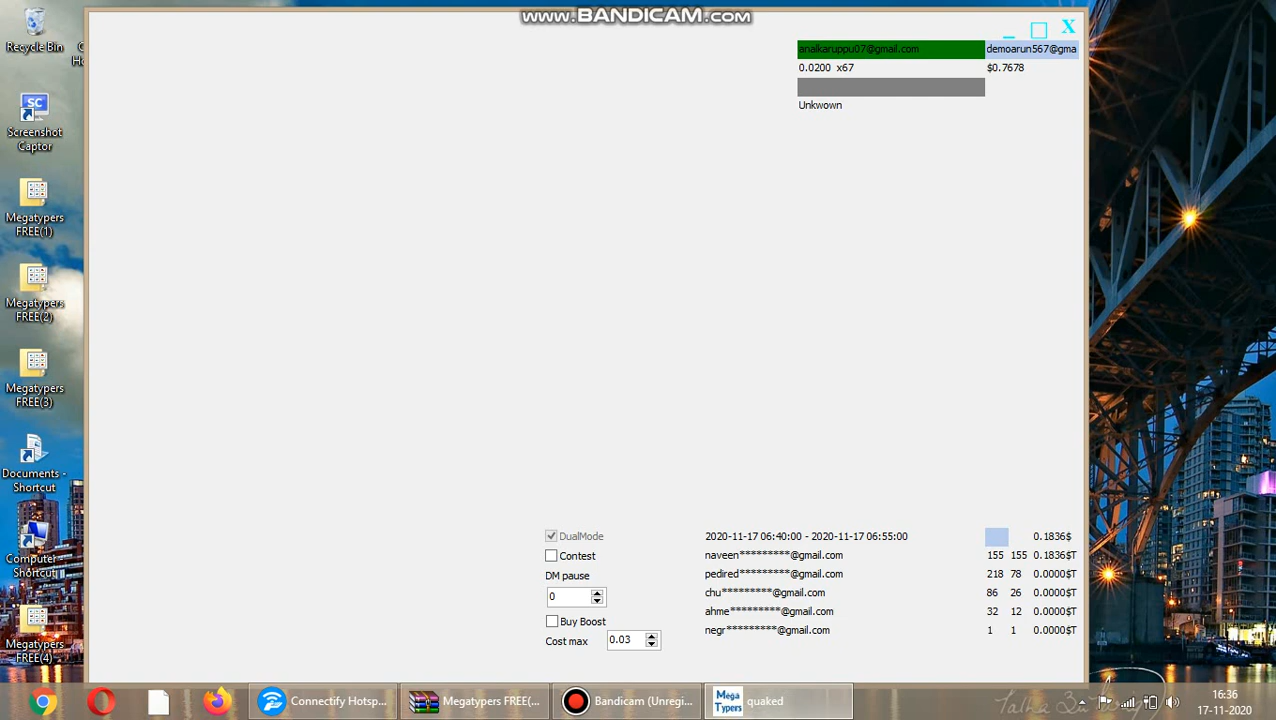 WWW.BANDICAM.COM
Recycle Bin
SC
Screenshot
Captor
Megatypers
FREE(1)
Megatypers
FREE(2)
Megatypers
FREE(3)
Documents -
Shortcut
Computer -
Shortcut
Megatypers
FREE(4)
_ □ X
analkaruppu07@gmail.com
demoarun567@gma
0.0200 x67
$0.7678
Unkwown
DualMode
Contest
DM pause
0
Buy Boost
Cost max 0.03
2020-11-17 06:40:00 - 2020-11-17 06:55:00 0.1836$
naveen*********@gmail.com 155 155 0.1836$T
pedired*********@gmail.com 218 78 0.0000$T
chu*********@gmail.com 86 26 0.0000$T
ahme*********@gmail.com 32 12 0.0000$T
negr*********@gmail.com 1 1 0.0000$T
Connectify Hotsp...
Megatypers FREE(...
Bandicam (Unregi...
Mega
Typers
quaked
16:36
17-11-2020